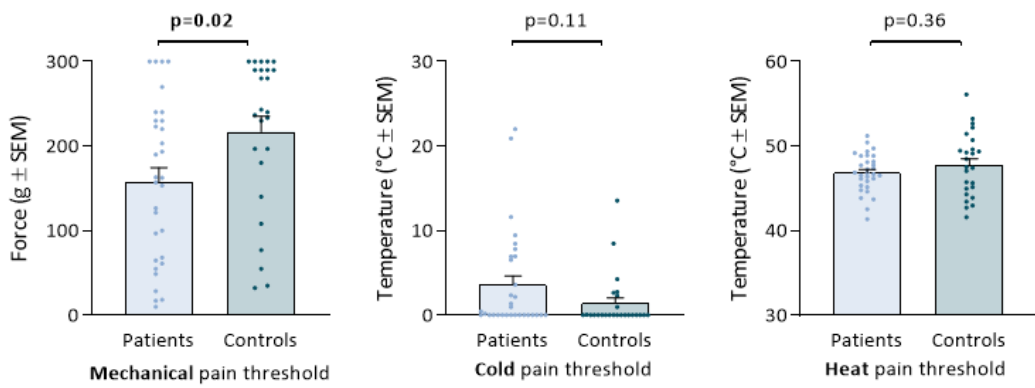 p=0.02
Force (g ± SEM)
300
200
100
0
Patients Controls
Mechanical pain threshold
p=0.11
Temperature (°C ± SEM)
30
20
10
0
Patients Controls
Cold pain threshold
p=0.36
Temperature (°C ± SEM)
60
50
40
30
Patients Controls
Heat pain threshold